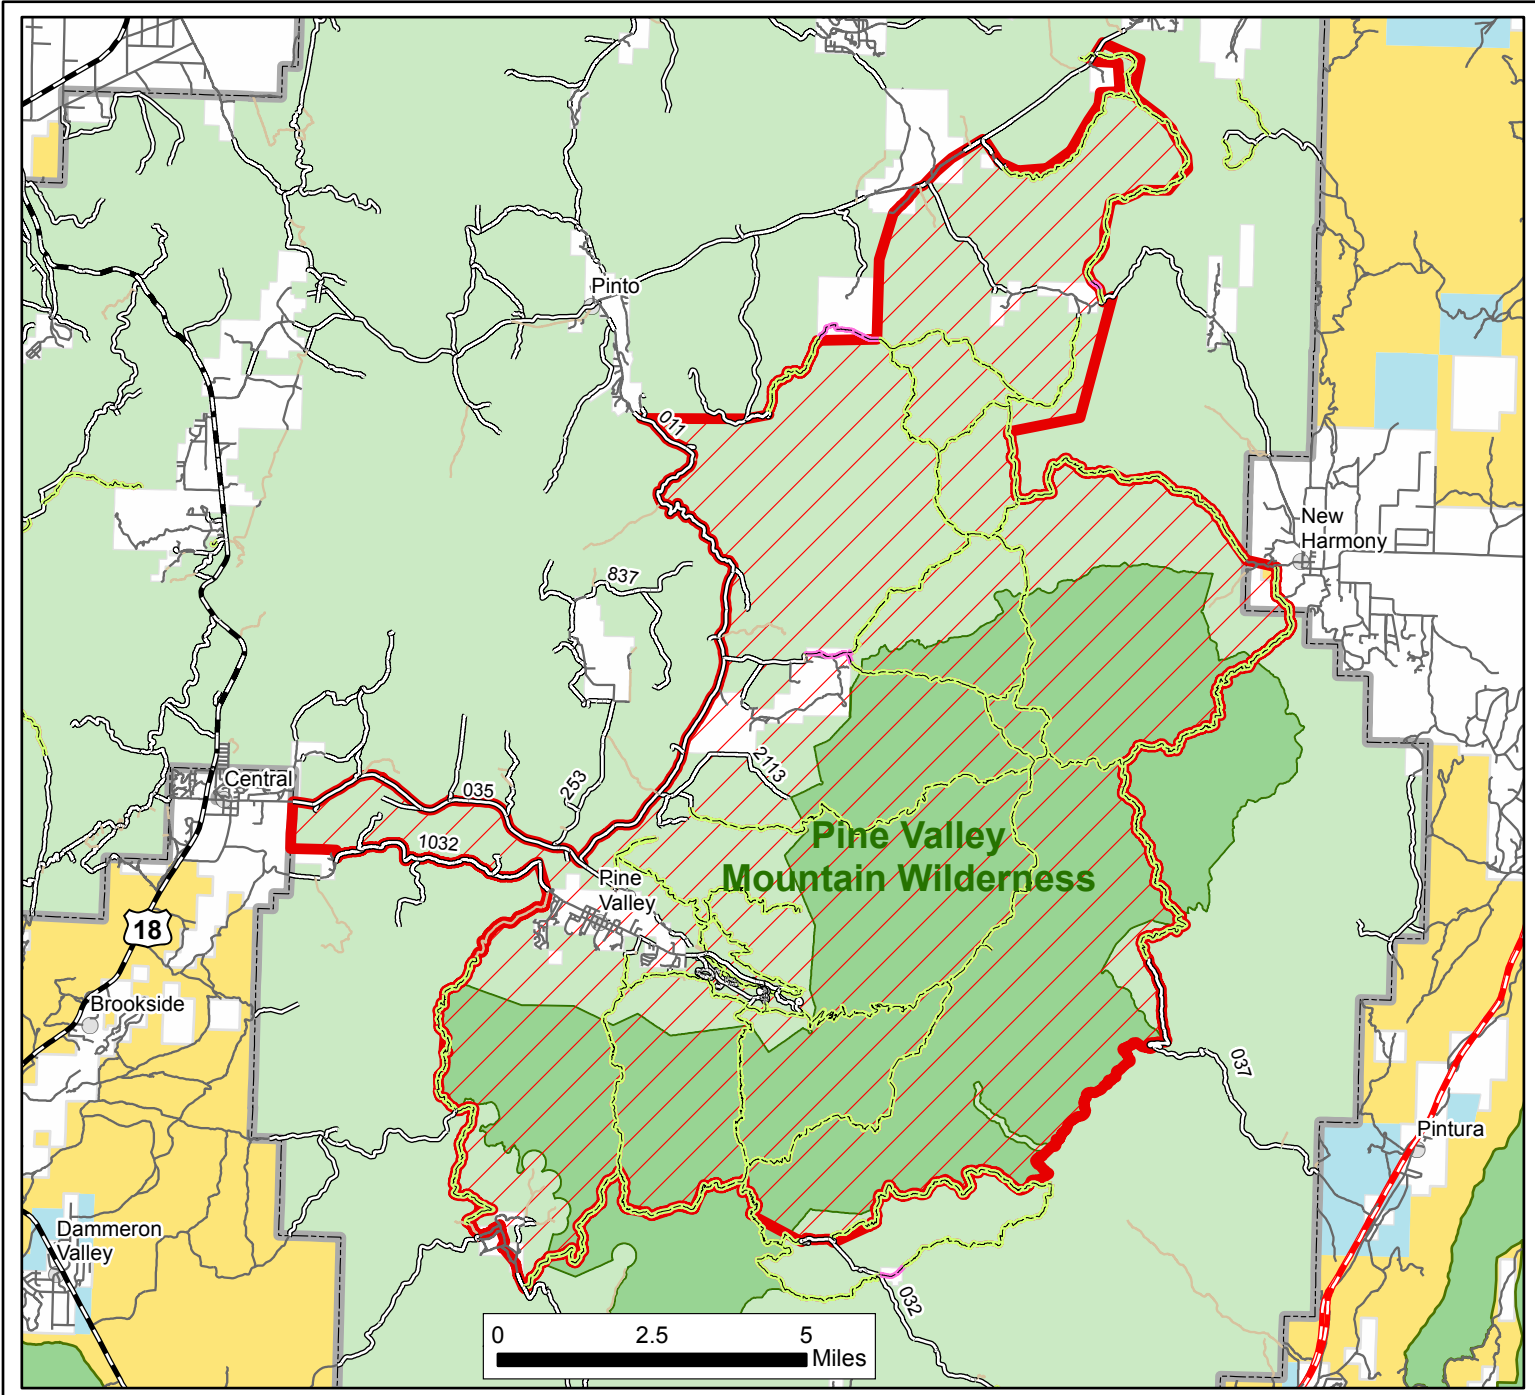 Pinto
011
New
Harmony
837
Central
035
253
2113
1032
Pine Valley
Mountain Wilderness
Pine
Valley
18
Brookside
037
Pintura
Dammeron
Valley
032
0
2.5
5
Miles